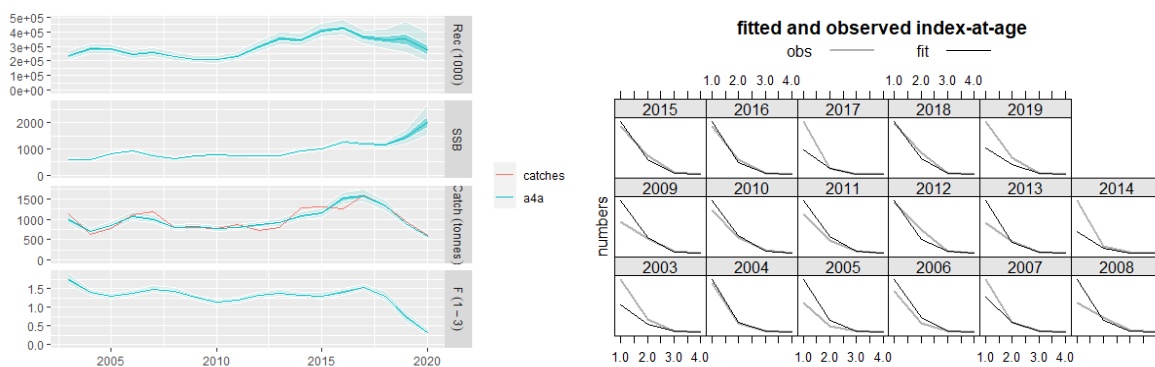 5e+05
4e+05
3e+05
2e+05
1e+05
0e+00
Rec (1000)
2000
1000
0
SSB
1500
1000
500
0
Catch (tonnes)
1.5
1.0
0.5
0.0
F (1−3)
2005
2010
2015
2020
catches
a4a
fitted and observed index-at-age
obs
fit
1.0 2.0 3.0 4.0
1.0 2.0 3.0 4.0
2015 2016 2017 2018 2019
2009 2010 2011 2012 2013 2014
2003 2004 2005 2006 2007 2008
numbers
1.0 2.0 3.0 4.0
1.0 2.0 3.0 4.0
1.0 2.0 3.0 4.0